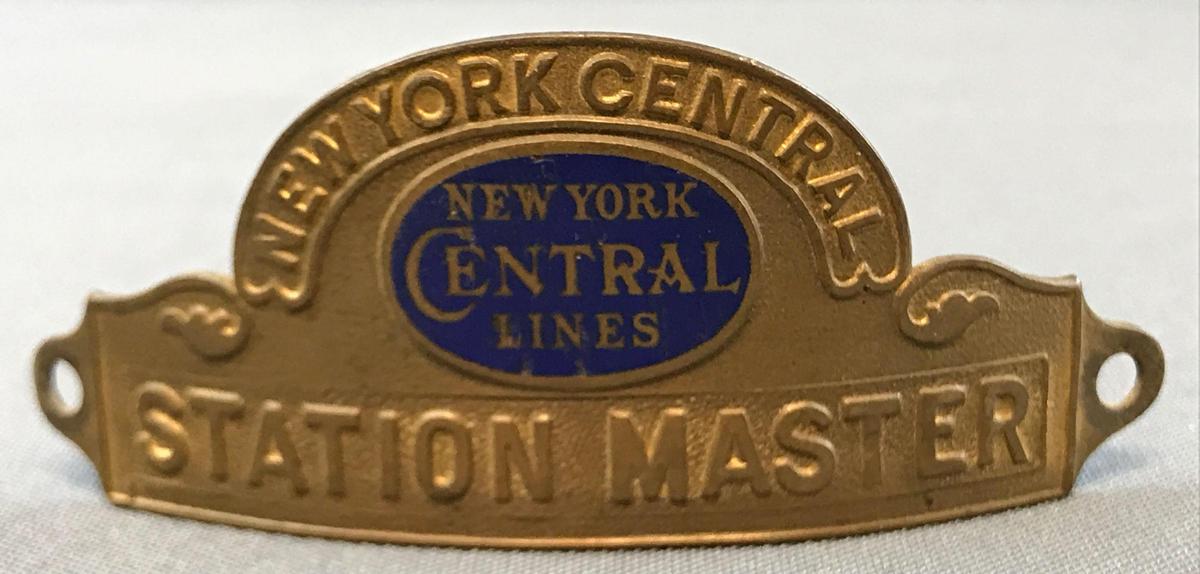 NEW YORK CENTRAL
NEW YORK
CENTRAL
LINES
STATION MASTER